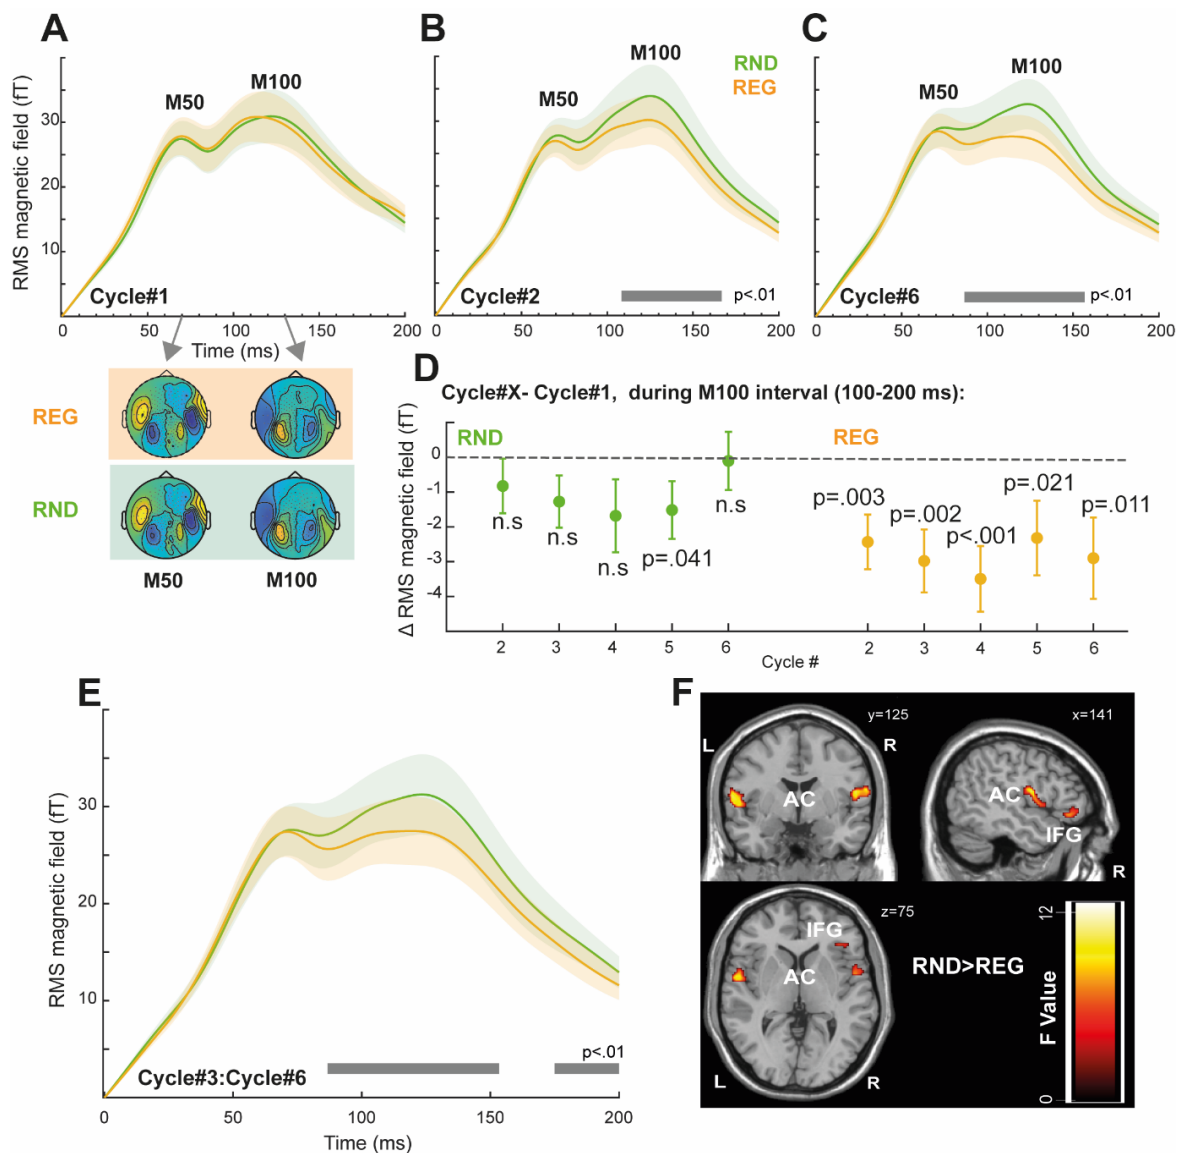 A
RMS magnetic field (fT)
30
20
10
M50
M100
Cycle#1
0
50
100
150
200
Time (ms)
REG
RND
M50
M100
B
M50
M100
RND
REG
Cycle#2
p<.01
0
50
100
150
200
C
M50
M100
Cycle#6
p<.01
0
50
100
150
200
D
Cycle#X- Cycle#1, during M100 interval (100-200 ms):
Δ RMS magnetic field (fT)
0
-1
-2
-3
-4
RND
REG
n.s
n.s
n.s
p=.041
n.s
p=.003
p=.002
p<.001
p=.021
p=.011
2
3
4
5
6
2
3
4
5
6
Cycle #
E
RMS magnetic field (fT)
30
20
10
Cycle#3:Cycle#6
p<.01
0
50
100
150
200
Time (ms)
F
y=125
L
R
AC
x=141
AC
IFG
R
z=75
IFG
AC
L
R
RND>REG
F Value
12
0